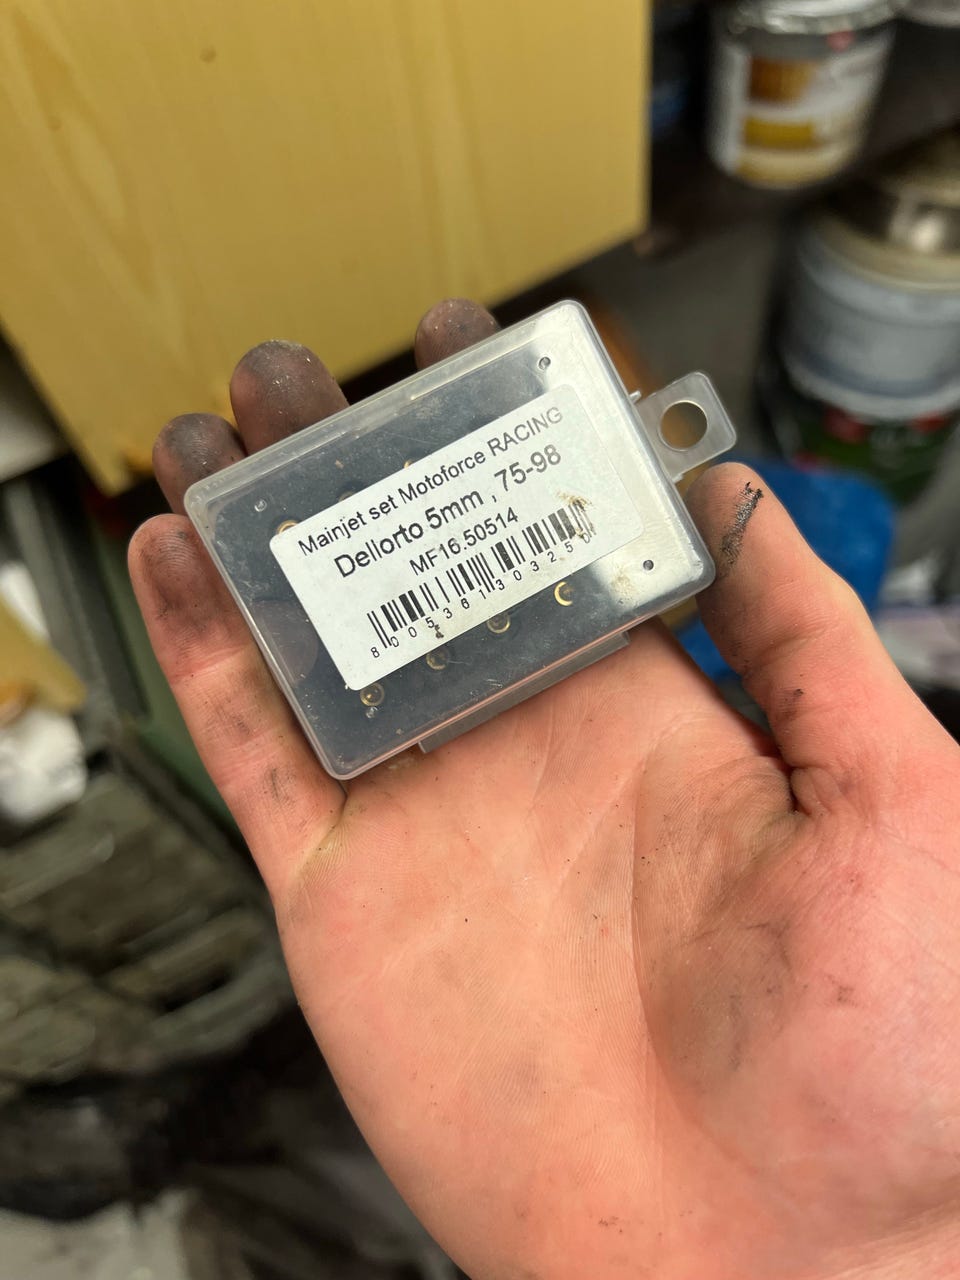 Mainjet set Motoforce RACING
Dellorto 5mm , 75-98
MF16.50514